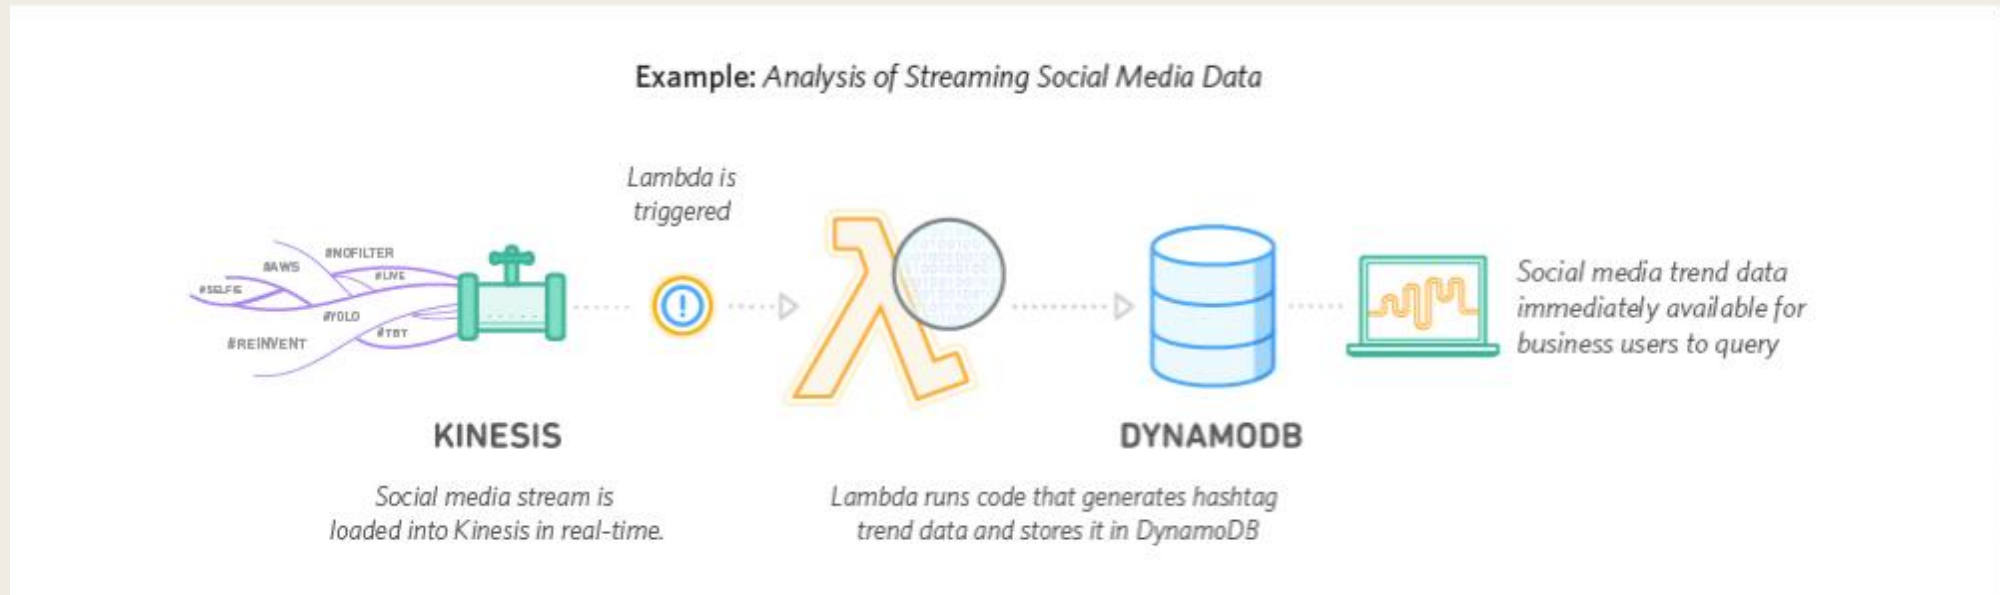 Example: Analysis of Streaming Social Media Data
Lambda is
triggered
#NOFILTER
#AWS
#LIVE
#SELFIE
#YOLO
#TBT
#REINVENT
Social media trend data
immediately available for
business users to query
KINESIS
DYNAMODB
Social media stream is
loaded into Kinesis in real-time.
Lambda runs code that generates hashtag
trend data and stores it in DynamoDB